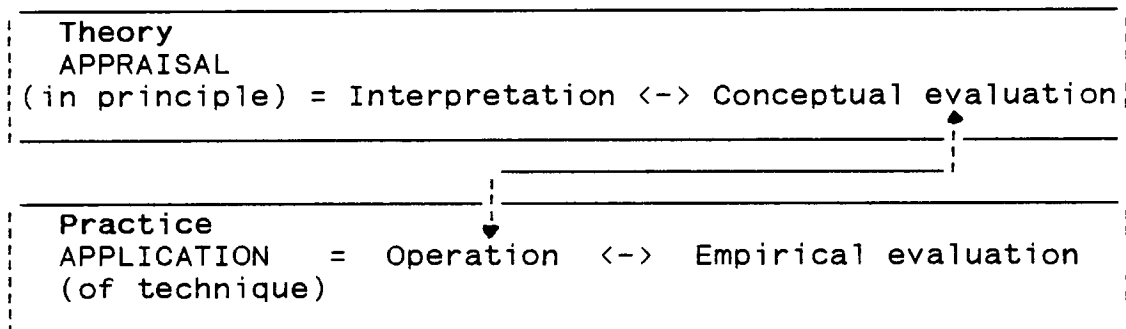 Theory
APPRAISAL
(in principle) = Interpretation <-> Conceptual evaluation
Practice
APPLICATION = Operation <-> Empirical evaluation
(of technique)